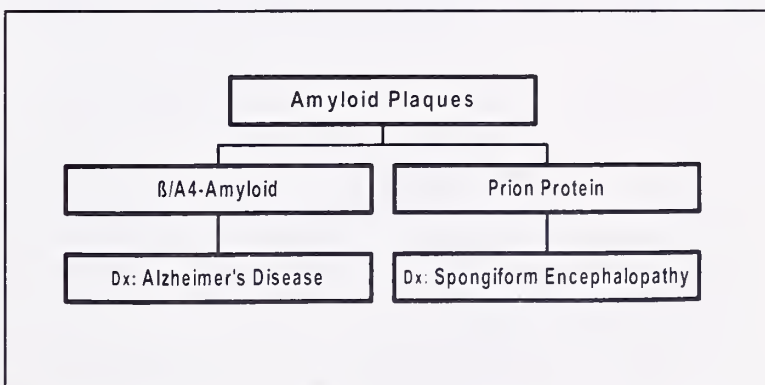 Amyloid Plaques
ß/A4-Amyloid
Prion Protein
Dx: Alzheimer's Disease
Dx: Spongiform Encephalopathy